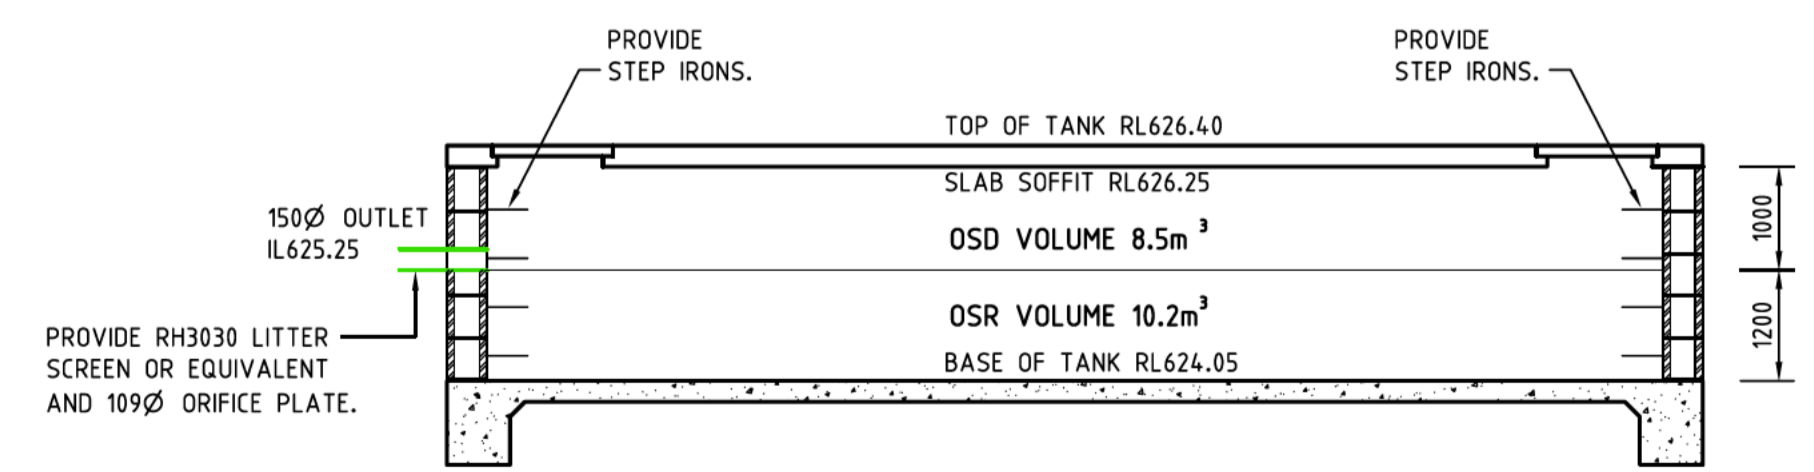 PROVIDE
STEP IRONS.
PROVIDE
STEP IRONS.
TOP OF TANK RL626.40
SLAB SOFFIT RL626.25
150Ø OUTLET
IL625.25
OSD VOLUME 8.5m³
1000
OSR VOLUME 10.2m³
1200
PROVIDE RH3030 LITTER
SCREEN OR EQUIVALENT
AND 109Ø ORIFICE PLATE.
BASE OF TANK RL624.05